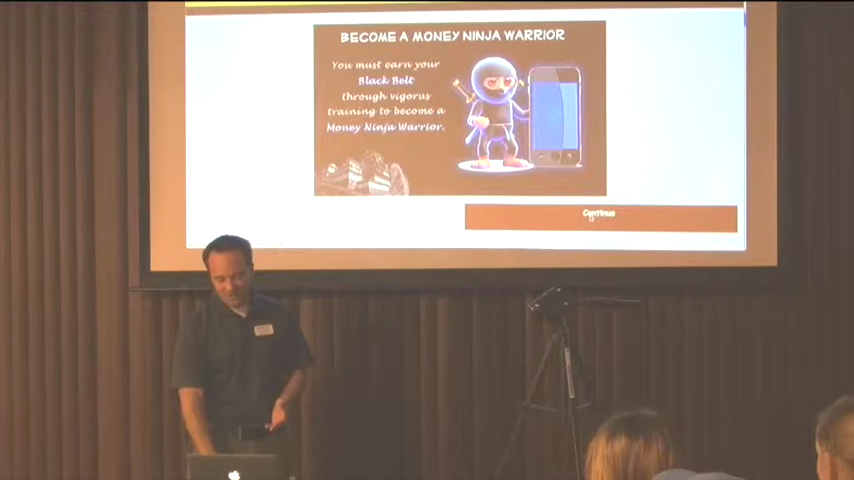 BECOME A MONEY NINJA WARRIOR
You must earn your
Black Belt
through vigorus
training to become a
Money Ninja Warrior.
Continue